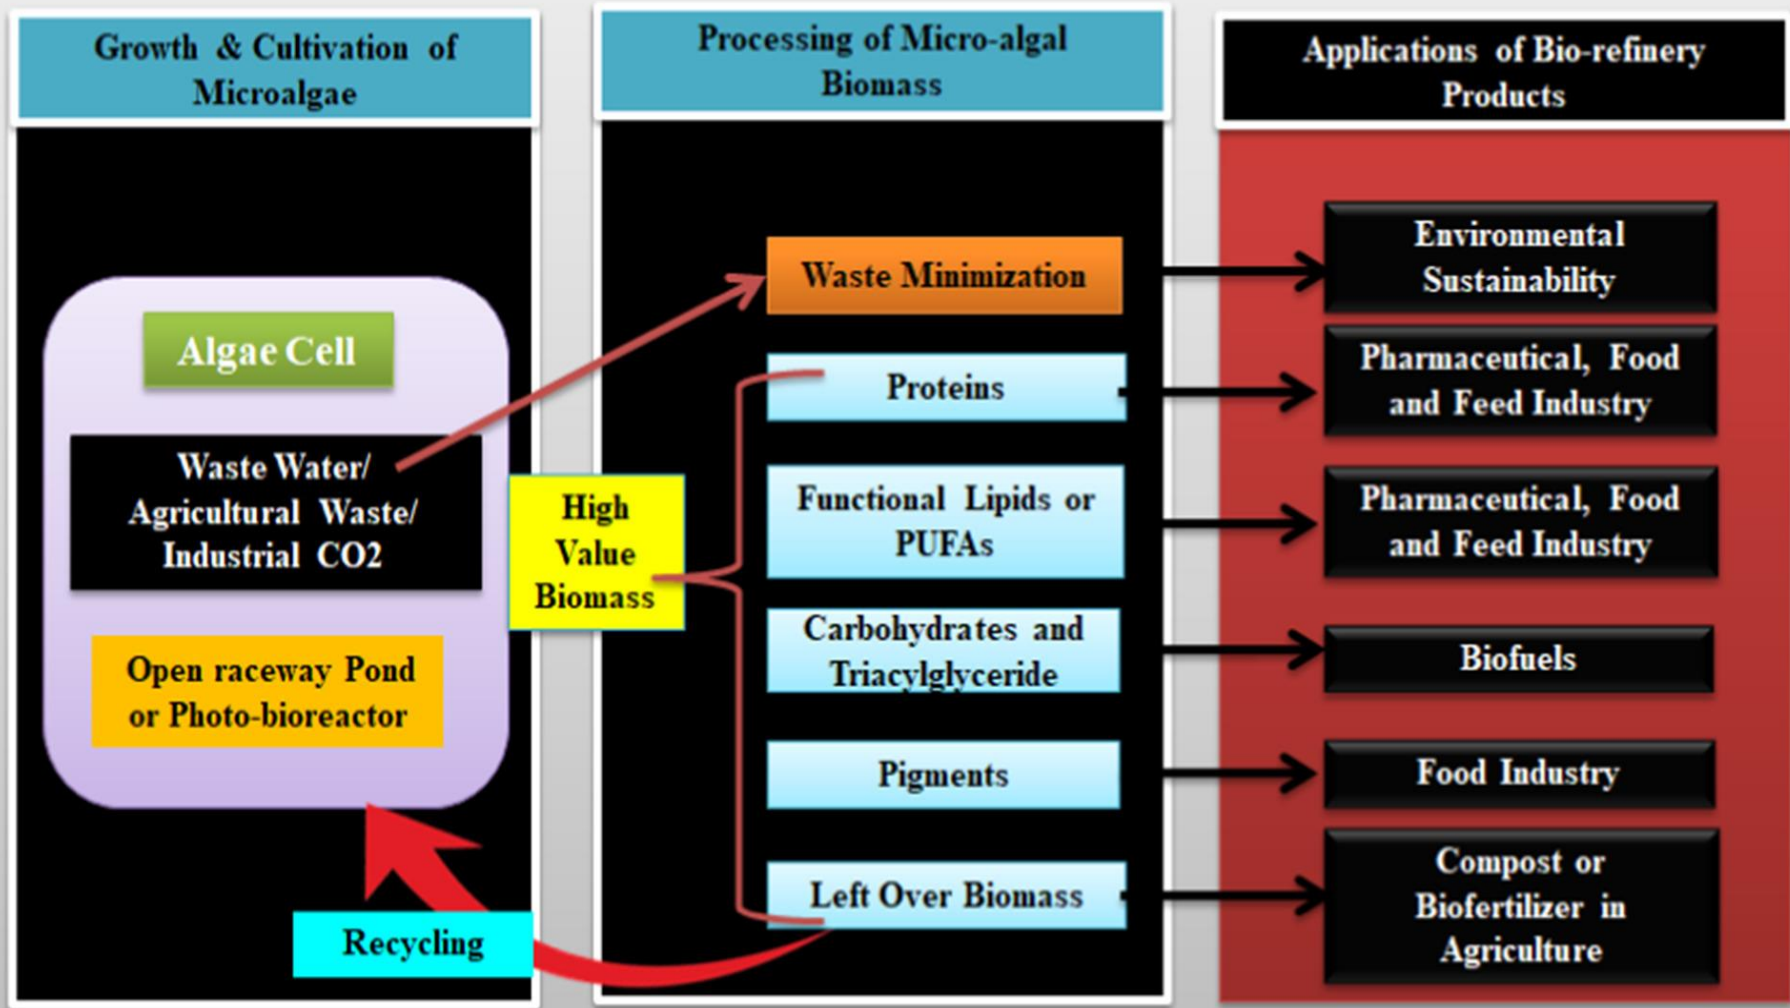 Growth & Cultivation of
Microalgae
Algae Cell
Waste Water/
Agricultural Waste/
Industrial CO2
Open raceway Pond
or Photo-bioreactor
Recycling
High
Value
Biomass
Processing of Micro-algal
Biomass
Waste Minimization
Proteins
Functional Lipids or
PUFAs
Carbohydrates and
Triacylglyceride
Pigments
Left Over Biomass
Applications of Bio-refinery
Products
Environmental
Sustainability
Pharmaceutical, Food
and Feed Industry
Pharmaceutical, Food
and Feed Industry
Biofuels
Food Industry
Compost or
Biofertilizer in
Agriculture